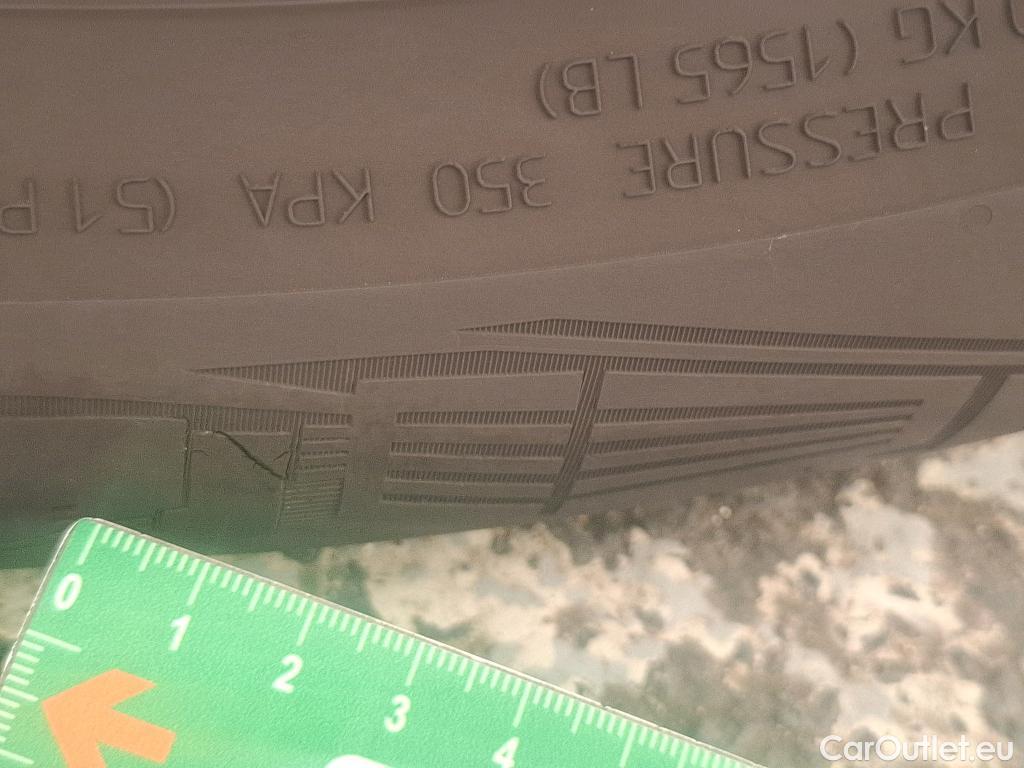 KG (1565 LB)
PRESSURE 350 KPA (51 P
0 1 2 3 4
CarOutlet.eu